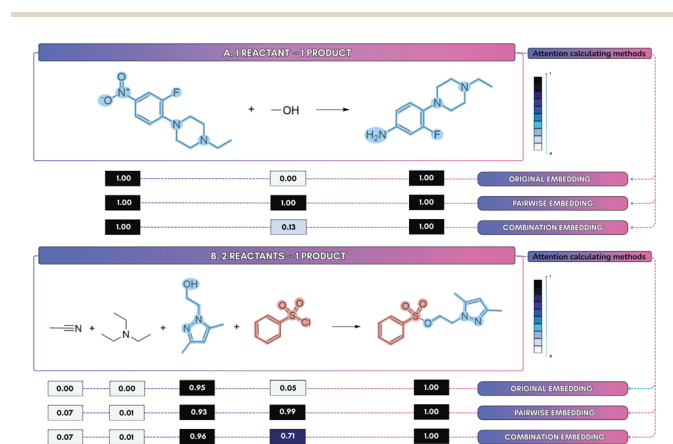 A. 1 REACTANT - 1 PRODUCT
Attention calculating methods
O
N+
-O
F
N
N
+
—OH
N
N
H2N
F
1
0
1.00 0.00 1.00 ORIGINAL EMBEDDING
1.00 1.00 1.00 PAIRWISE EMBEDDING
1.00 0.13 1.00 COMBINATION EMBEDDING
B. 2 REACTANTS - 1 PRODUCT
Attention calculating methods
≡N + N + OH N N + O O S Cl
O O S O N N
1
0
0.00 0.00 0.95 0.05 1.00 ORIGINAL EMBEDDING
0.07 0.01 0.93 0.99 1.00 PAIRWISE EMBEDDING
0.07 0.01 0.96 0.71 1.00 COMBINATION EMBEDDING